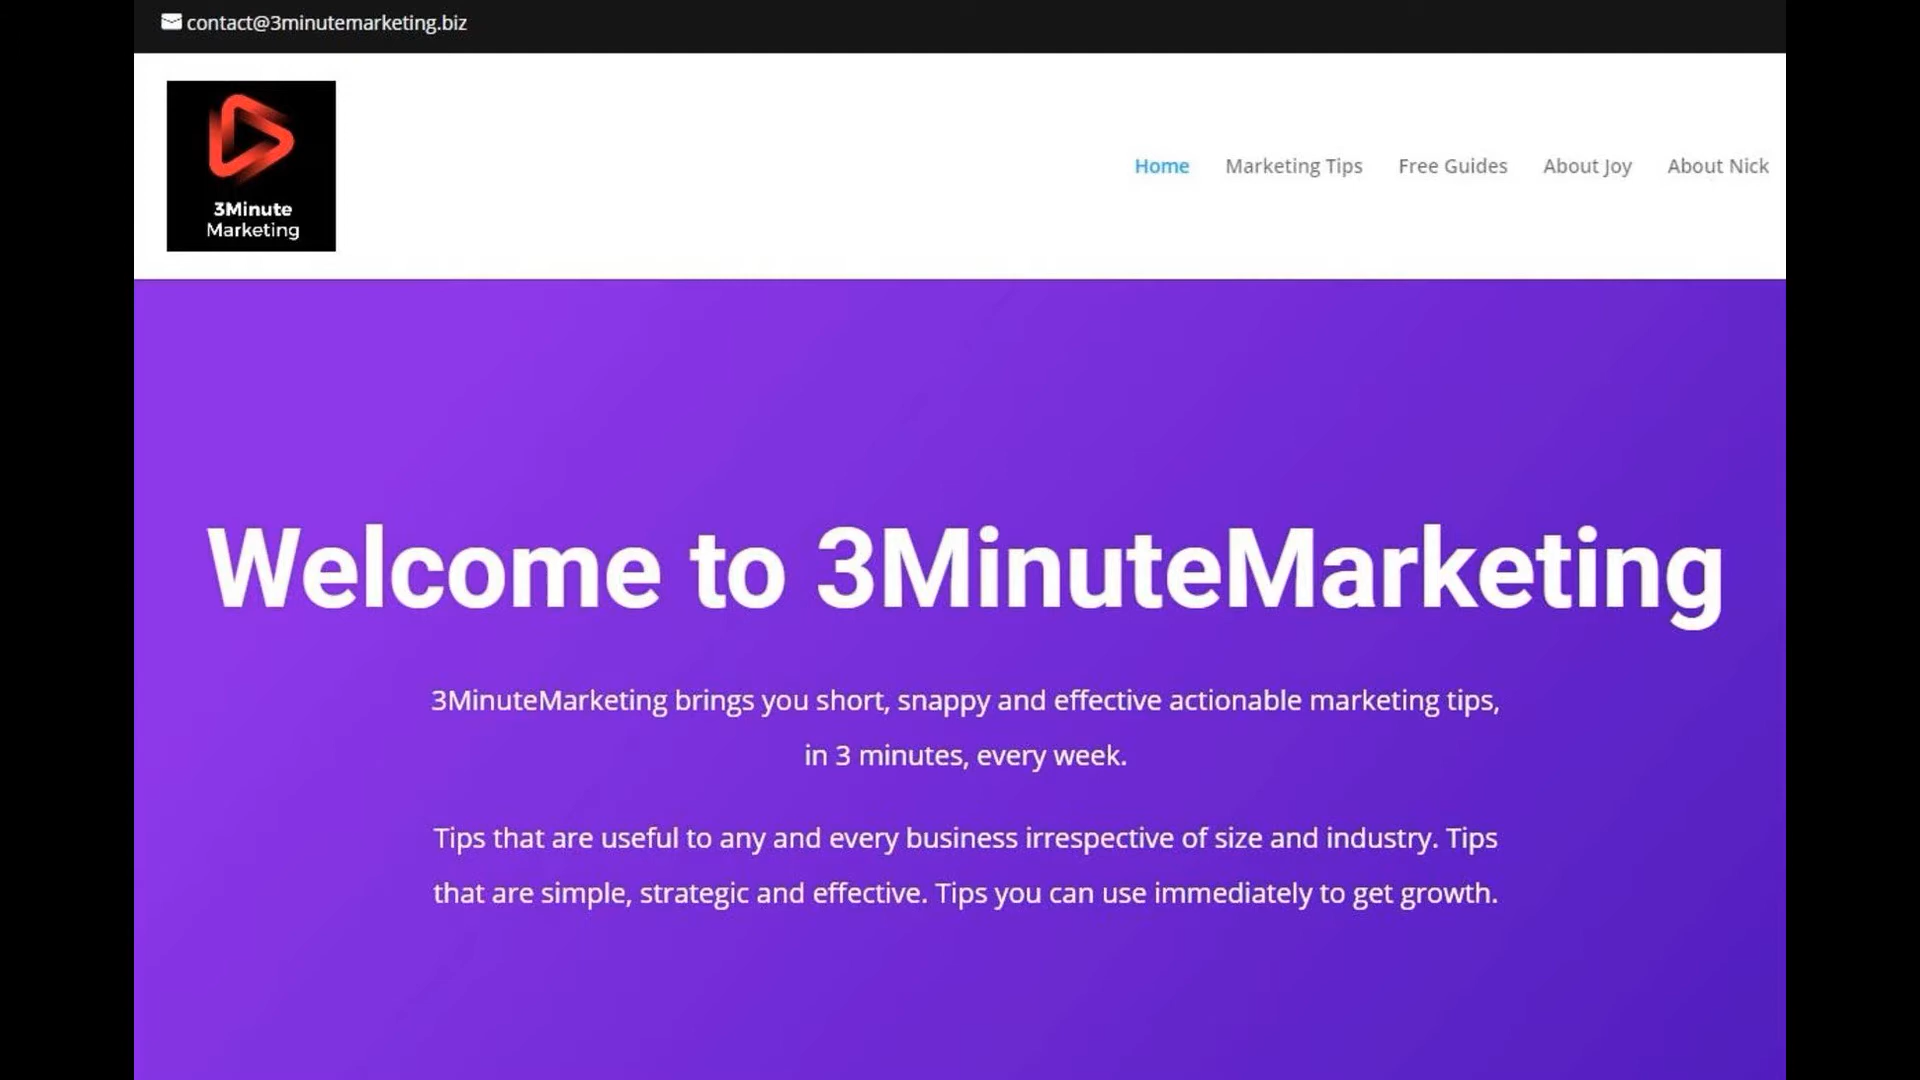 contact@3minutemarketing.biz
3Minute
Marketing
Home Marketing Tips Free Guides About Joy About Nick
Welcome to 3MinuteMarketing
3MinuteMarketing brings you short, snappy and effective actionable marketing tips,
in 3 minutes, every week.
Tips that are useful to any and every business irrespective of size and industry. Tips
that are simple, strategic and effective. Tips you can use immediately to get growth.